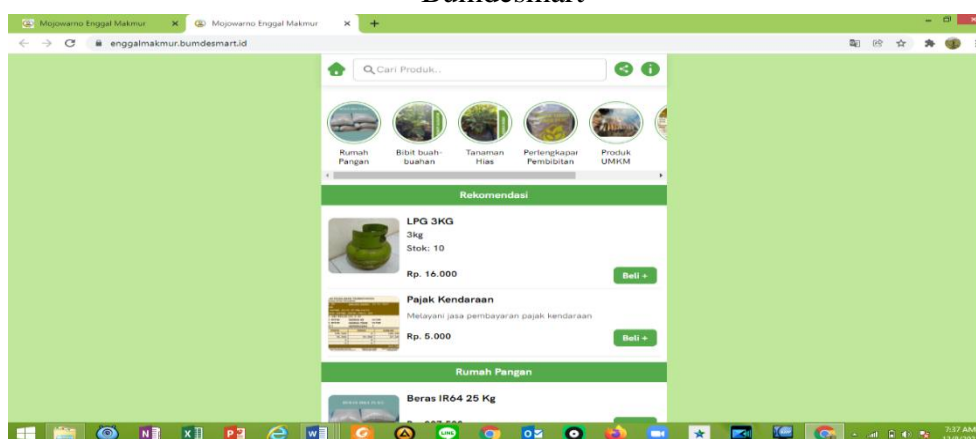 Bumdesmart
Mojowarno Enggal Makmur
Mojowarno Enggal Makmur
enggalmakmur.bumdesmart.id
Cari Produk..
Rumah Pangan
Bibit buah-buahan
Tanaman Hias
Perlengkapan Pembibitan
Produk UMKM
Rekomendasi
LPG 3KG
3kg
Stok: 10
Rp. 16.000
Beli +
Pajak Kendaraan
Melayani jasa pembayaran pajak kendaraan
Rp. 5.000
Beli +
Rumah Pangan
Beras IR64 25 Kg
7:37 AM